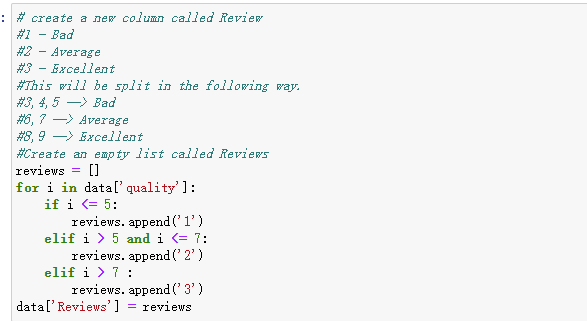 : # create a new column called Review
#1 - Bad
#2 - Average
#3 - Excellent
#This will be split in the following way.
#3,4,5 --> Bad
#6,7 --> Average
#8,9 --> Excellent
#Create an empty list called Reviews
reviews = []
for i in data['quality']:
    if i <= 5:
        reviews.append('1')
    elif i > 5 and i <= 7:
        reviews.append('2')
    elif i > 7 :
        reviews.append('3')
data['Reviews'] = reviews